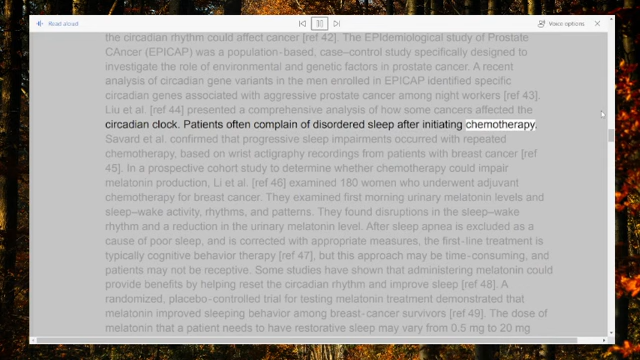 Read aloud
Voice options
the circadian rhythm could affect cancer [ref 42]. The EPIdemiological study of Prostate
CAncer (EPICAP) was a population-based, case–control study specifically designed to
investigate the role of environmental and genetic factors in prostate cancer. A recent
analysis of circadian gene variants in the men enrolled in EPICAP identified specific
circadian genes associated with aggressive prostate cancer among night workers [ref 43].
Liu et al. [ref 44] presented a comprehensive analysis of how some cancers affected the
circadian clock. Patients often complain of disordered sleep after initiating chemotherapy.
Savard et al. confirmed that progressive sleep impairments occurred with repeated
chemotherapy, based on wrist actigraphy recordings from patients with breast cancer [ref
45]. In a prospective cohort study to determine whether chemotherapy could impair
melatonin production, Li et al. [ref 46] examined 180 women who underwent adjuvant
chemotherapy for breast cancer. They examined first morning urinary melatonin levels and
sleep–wake activity, rhythms, and patterns. They found disruptions in the sleep–wake
rhythm and a reduction in the urinary melatonin level. After sleep apnea is excluded as a
cause of poor sleep, and is corrected with appropriate measures, the first-line treatment is
typically cognitive behavior therapy [ref 47], but this approach may be time-consuming, and
patients may not be receptive. Some studies have shown that administering melatonin could
provide benefits by helping reset the circadian rhythm and improve sleep [ref 48]. A
randomized, placebo-controlled trial for testing melatonin treatment demonstrated that
melatonin improved sleeping behavior among breast-cancer survivors [ref 49]. The dose of
melatonin that a patient needs to have restorative sleep may vary from 0.5 mg to 20 mg